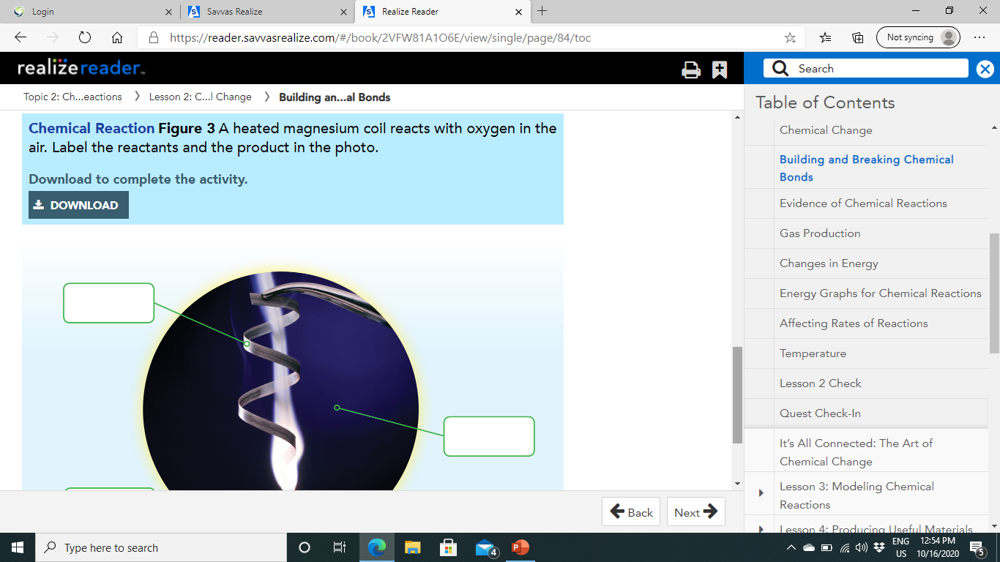 Login
Savvas Realize
Realize Reader
https://reader.savvasrealize.com/#/book/2VFW81A1O6E/view/single/page/84/toc
Not syncing
realizereader™
Search
Topic 2: Ch...eactions
Lesson 2: C...l Change
Building an...al Bonds
Table of Contents
Chemical Reaction Figure 3 A heated magnesium coil reacts with oxygen in the
air. Label the reactants and the product in the photo.
Download to complete the activity.
DOWNLOAD
Chemical Change
Building and Breaking Chemical
Bonds
Evidence of Chemical Reactions
Gas Production
Changes in Energy
Energy Graphs for Chemical Reactions
Affecting Rates of Reactions
Temperature
Lesson 2 Check
Quest Check-In
It's All Connected: The Art of
Chemical Change
Lesson 3: Modeling Chemical
Reactions
Lesson 4: Producing Useful Materials
Back
Next
Type here to search
4
ENG
US
12:54 PM
10/16/2020
5